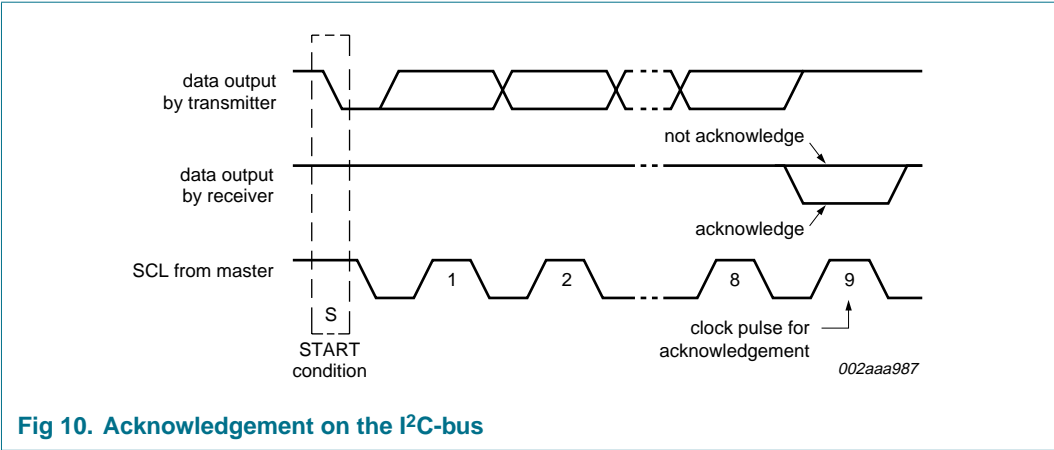 data output
by transmitter
not acknowledge
data output
by receiver
acknowledge
SCL from master
1
2
8
9
S
START
condition
clock pulse for
acknowledgement
002aaa987
Fig 10. Acknowledgement on the I²C-bus